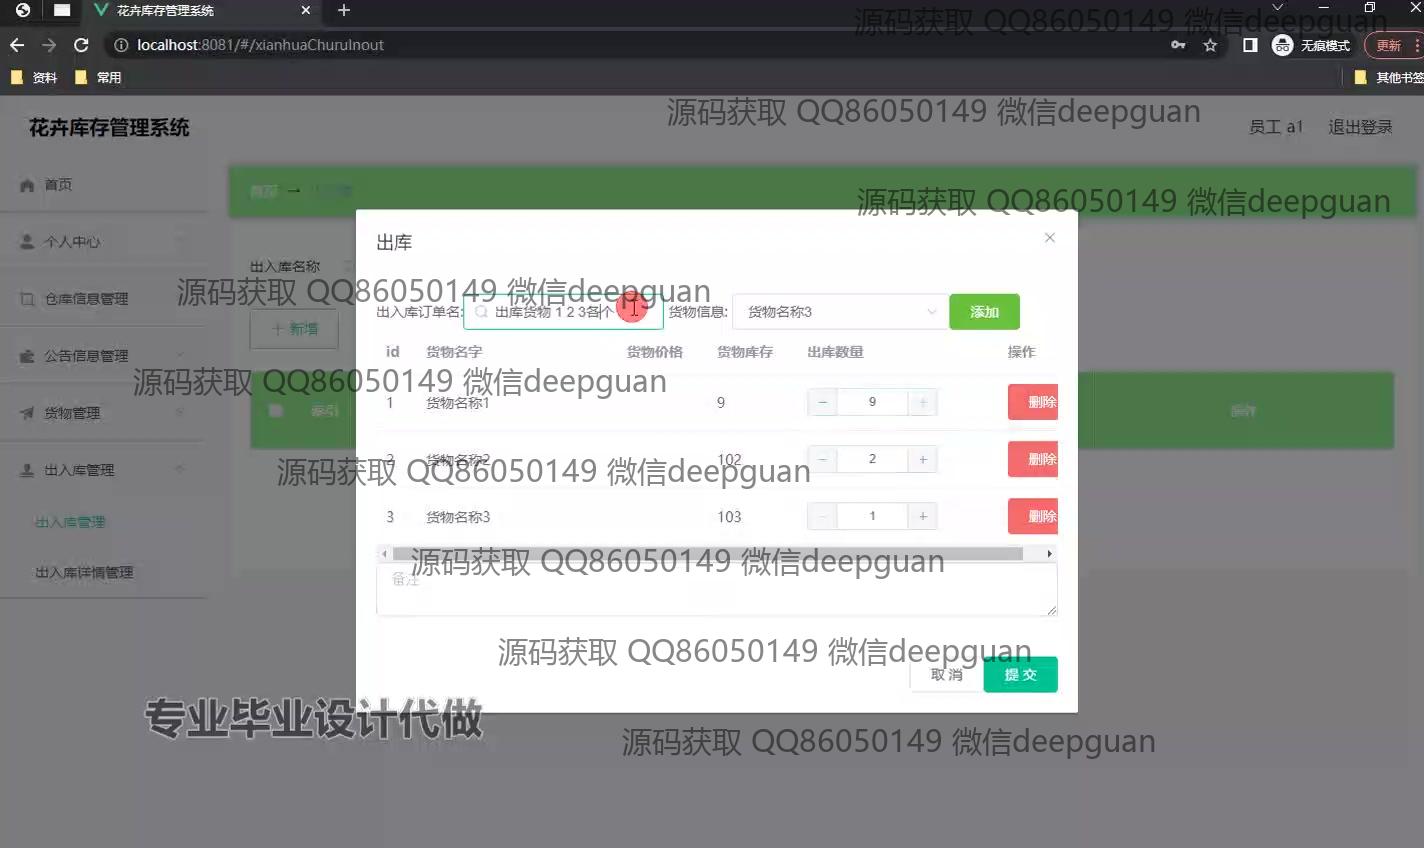 花卉库存管理系统
localhost:8081/#/xianhuaChuruInout
无痕模式
更新
资料
常用
其他书签
源码获取 QQ86050149 微信deepguan
花卉库存管理系统
源码获取 QQ86050149 微信deepguan
员工 a1
退出登录
首页
首页 →
源码获取 QQ86050149 微信deepguan
个人中心
出库
出入库名称
仓库信息管理
源码获取 QQ86050149 微信deepguan
出入库订单名:
出库货物 1 2 3各个
货物信息:
货物名称3
添加
+ 新增
公告信息管理
id 货物名字 货物价格 货物库存 出库数量 操作
源码获取 QQ86050149 微信deepguan
货物管理
索引
操作
1 货物名称1 9 − 9 + 删除
出入库管理
2 货物名称2 102 − 2 + 删除
源码获取 QQ86050149 微信deepguan
出入库管理
3 货物名称3 103 − 1 + 删除
出入库详情管理
备注
源码获取 QQ86050149 微信deepguan
源码获取 QQ86050149 微信deepguan
取 消
提 交
专业毕业设计代做
源码获取 QQ86050149 微信deepguan